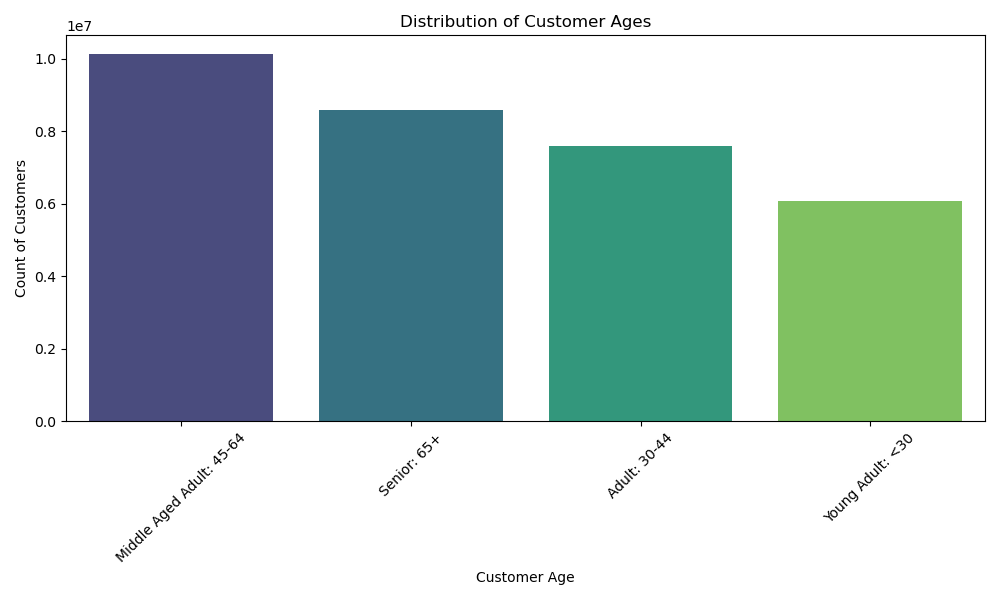 Distribution of Customer Ages
1e7
1.0
0.8
0.6
0.4
0.2
0.0
Count of Customers
Middle Aged Adult: 45-64
Senior: 65+
Adult: 30-44
Young Adult: <30
Customer Age